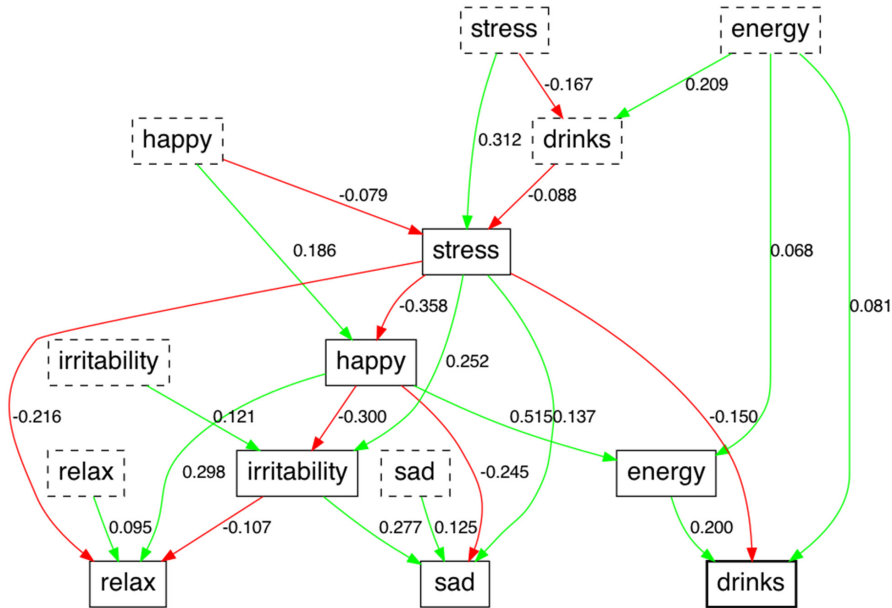 stress
energy
-0.167
0.209
happy
0.312
drinks
-0.079
-0.088
0.186
stress
0.068
-0.358
0.081
irritability
happy
0.252
-0.216
0.121
-0.300
0.515
0.137
-0.150
relax
0.298
irritability
sad
-0.245
energy
0.095
-0.107
0.277
0.125
0.200
relax
sad
drinks